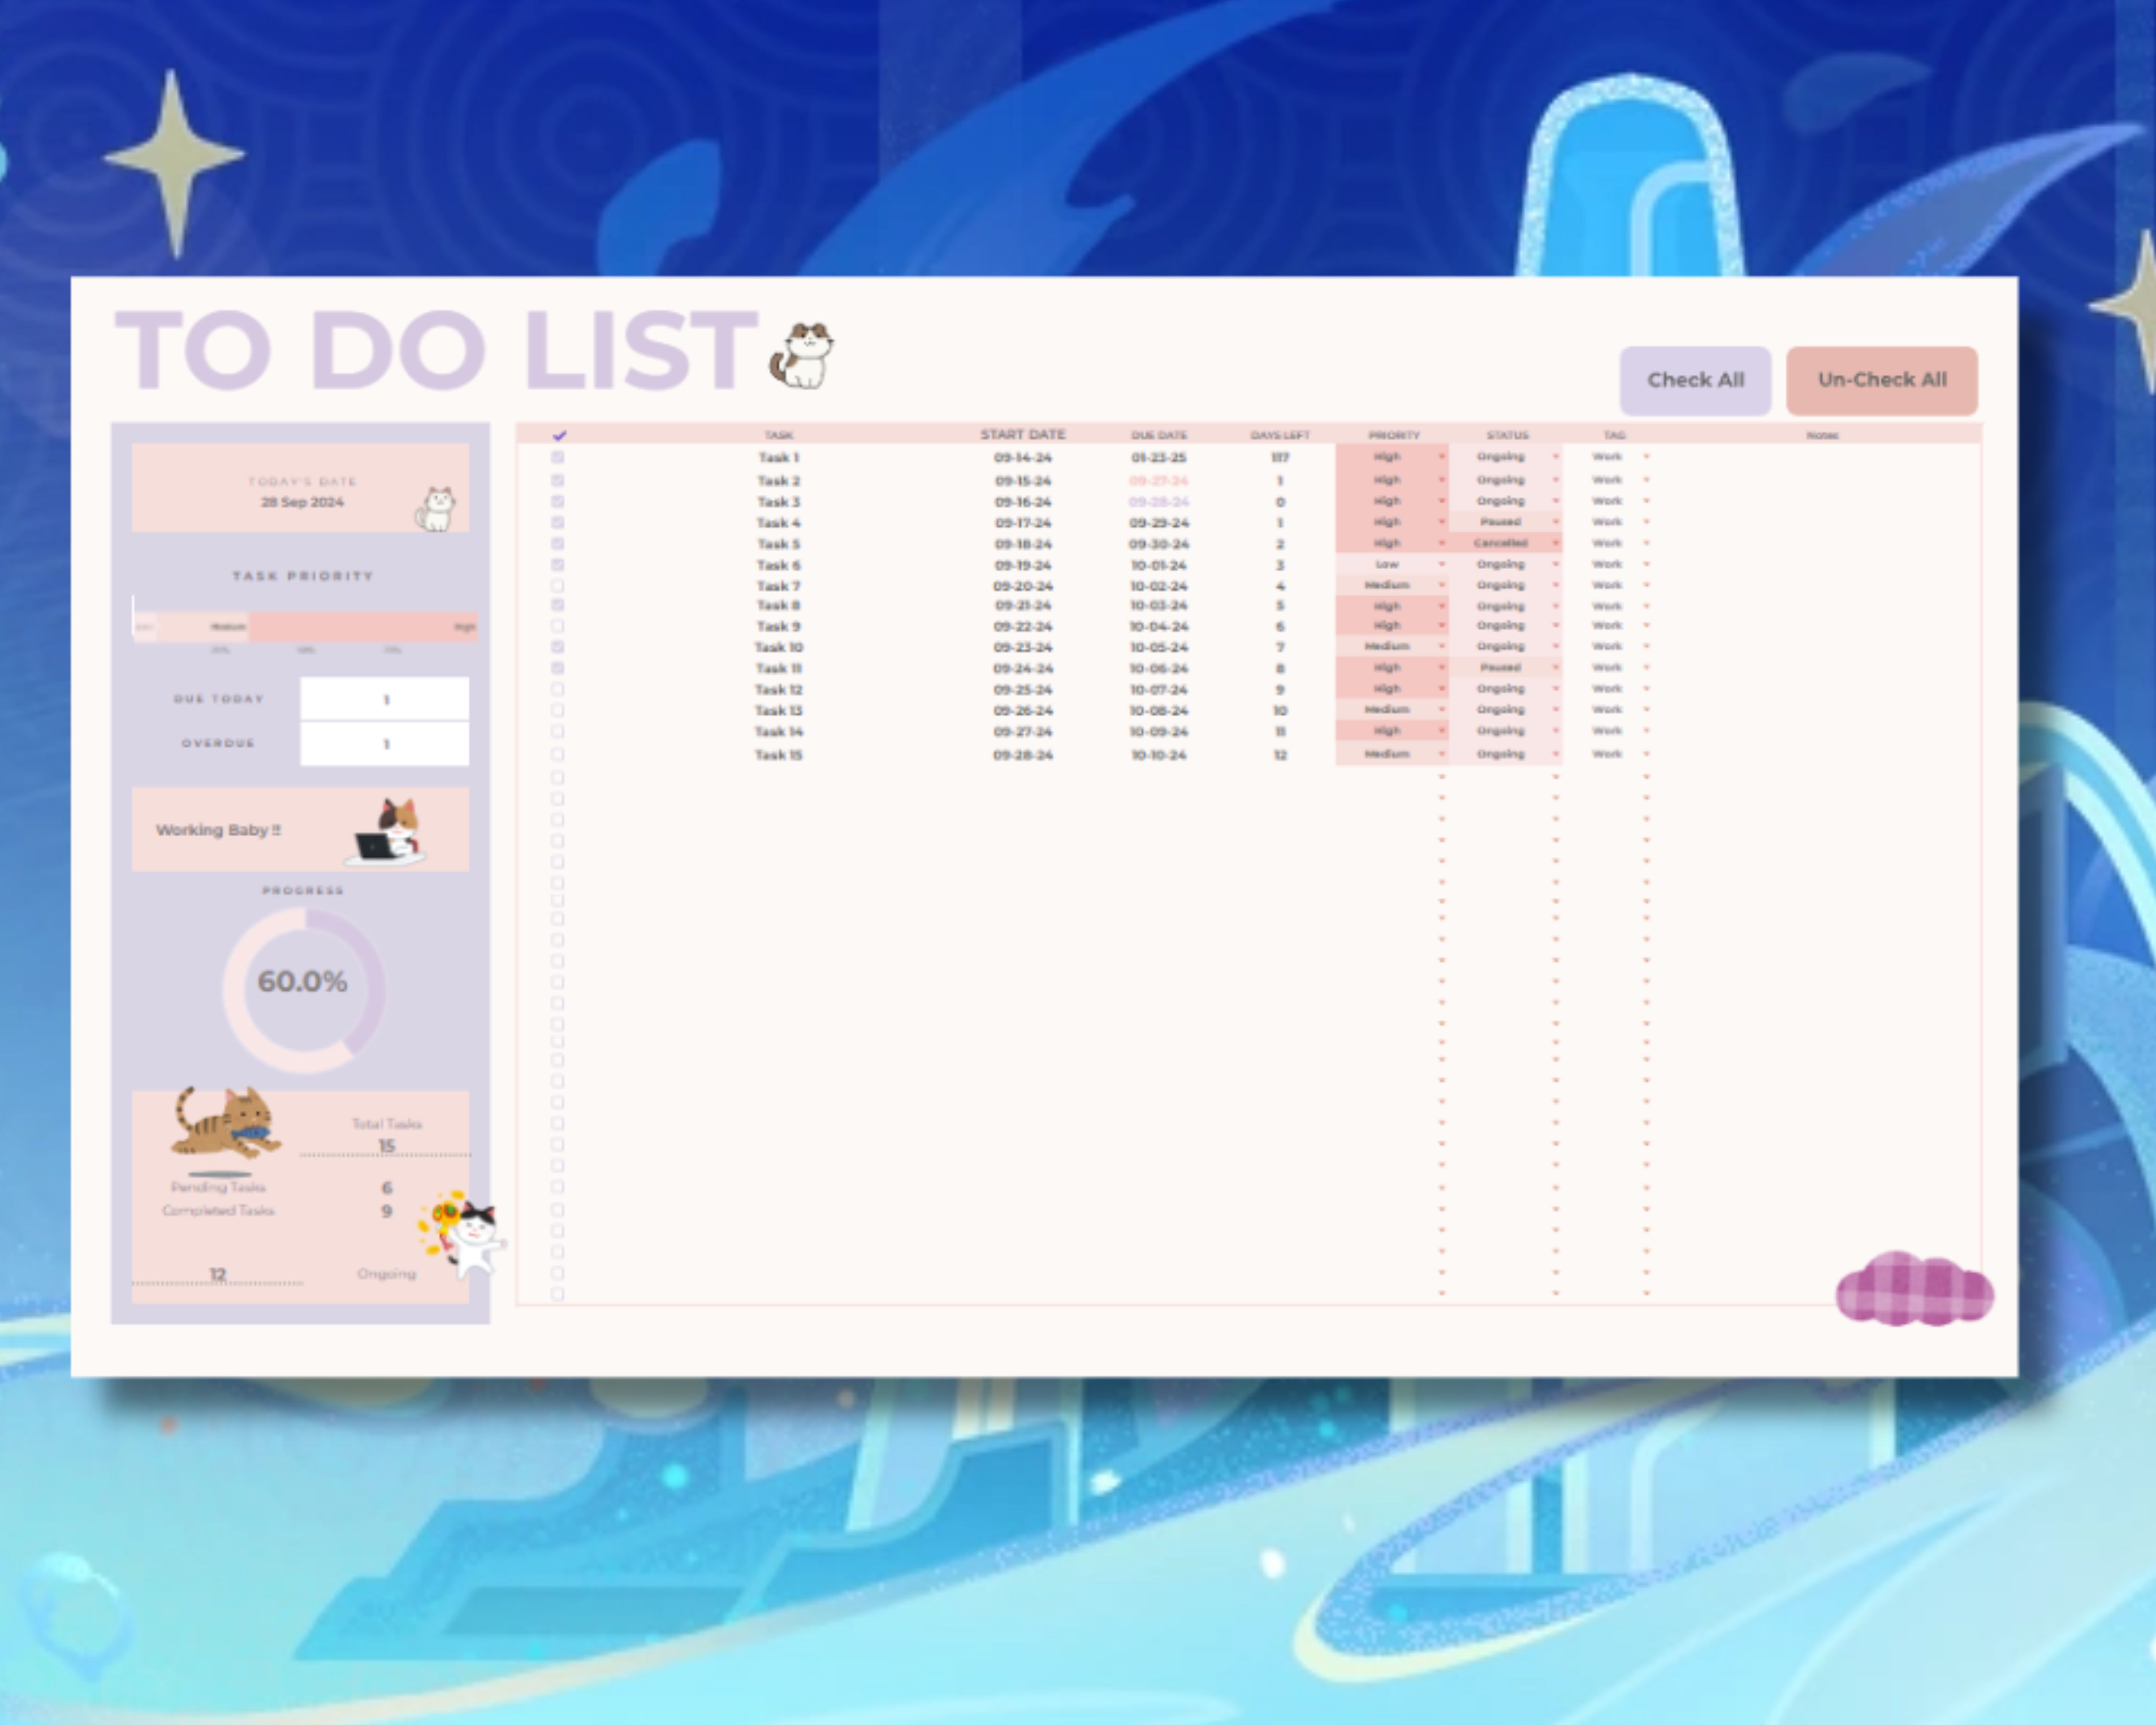 TO DO LIST
Check All
Un-Check All
TODAY'S DATE
28 Sep 2024
TASK PRIORITY
Medium
High
DUE TODAY 1
OVERDUE 1
Working Baby !!
PROGRESS
60.0%
Total Tasks
15
Pending Tasks 6
Completed Tasks 9
12 Ongoing
TASK START DATE DUE DATE DAYS LEFT PRIORITY STATUS TAG Notes
Task 1 09-14-24 01-23-25 117 High Ongoing Work
Task 2 09-15-24 09-27-24 1 High Ongoing Work
Task 3 09-16-24 09-28-24 0 High Ongoing Work
Task 4 09-17-24 09-29-24 1 High Paused Work
Task 5 09-18-24 09-30-24 2 High Cancelled Work
Task 6 09-19-24 10-01-24 3 Low Ongoing Work
Task 7 09-20-24 10-02-24 4 Medium Ongoing Work
Task 8 09-21-24 10-03-24 5 High Ongoing Work
Task 9 09-22-24 10-04-24 6 High Ongoing Work
Task 10 09-23-24 10-05-24 7 Medium Ongoing Work
Task 11 09-24-24 10-06-24 8 High Paused Work
Task 12 09-25-24 10-07-24 9 High Ongoing Work
Task 13 09-26-24 10-08-24 10 Medium Ongoing Work
Task 14 09-27-24 10-09-24 11 High Ongoing Work
Task 15 09-28-24 10-10-24 12 Medium Ongoing Work